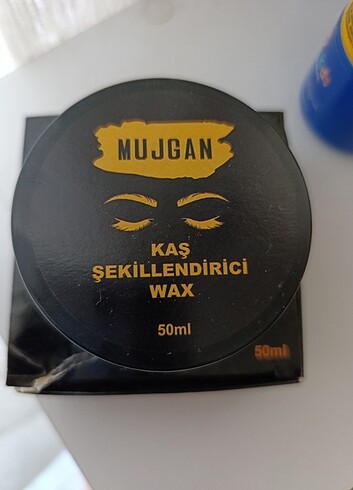 MUJGAN
KAŞ
ŞEKİLLENDİRİCİ
WAX
50ml
50ml